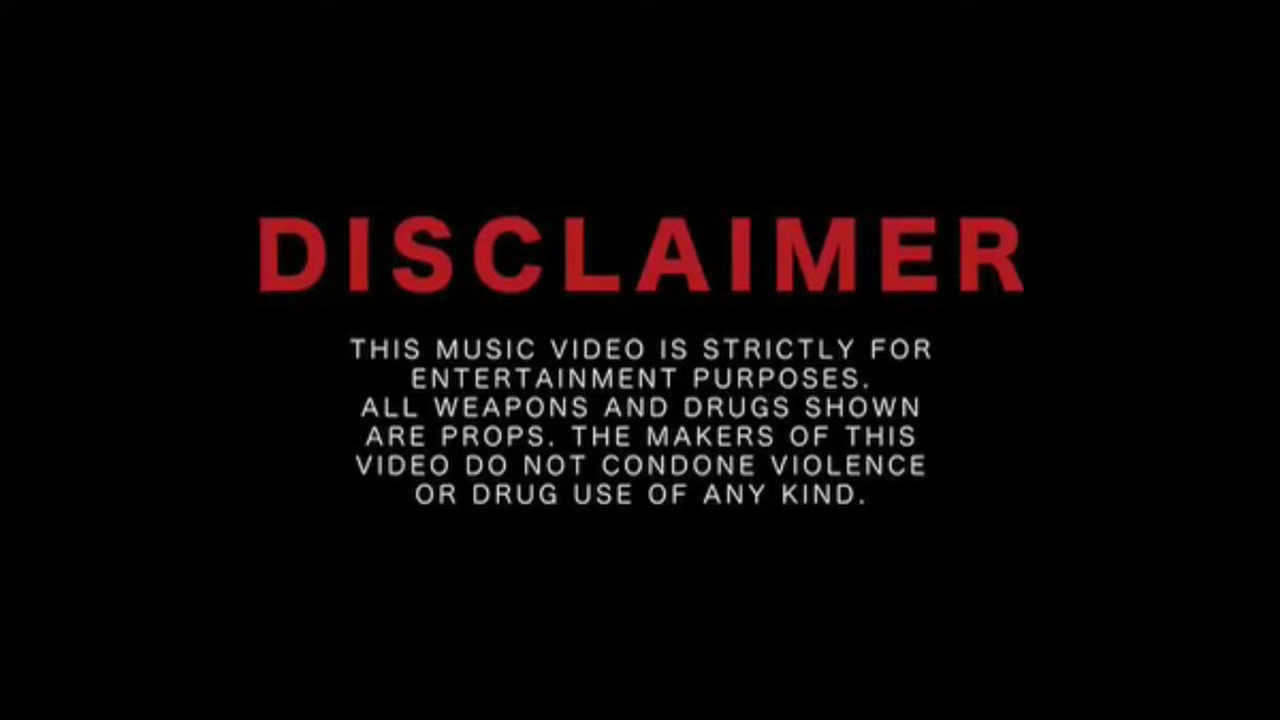 DISCLAIMER
THIS MUSIC VIDEO IS STRICTLY FOR
ENTERTAINMENT PURPOSES.
ALL WEAPONS AND DRUGS SHOWN
ARE PROPS. THE MAKERS OF THIS
VIDEO DO NOT CONDONE VIOLENCE
OR DRUG USE OF ANY KIND.